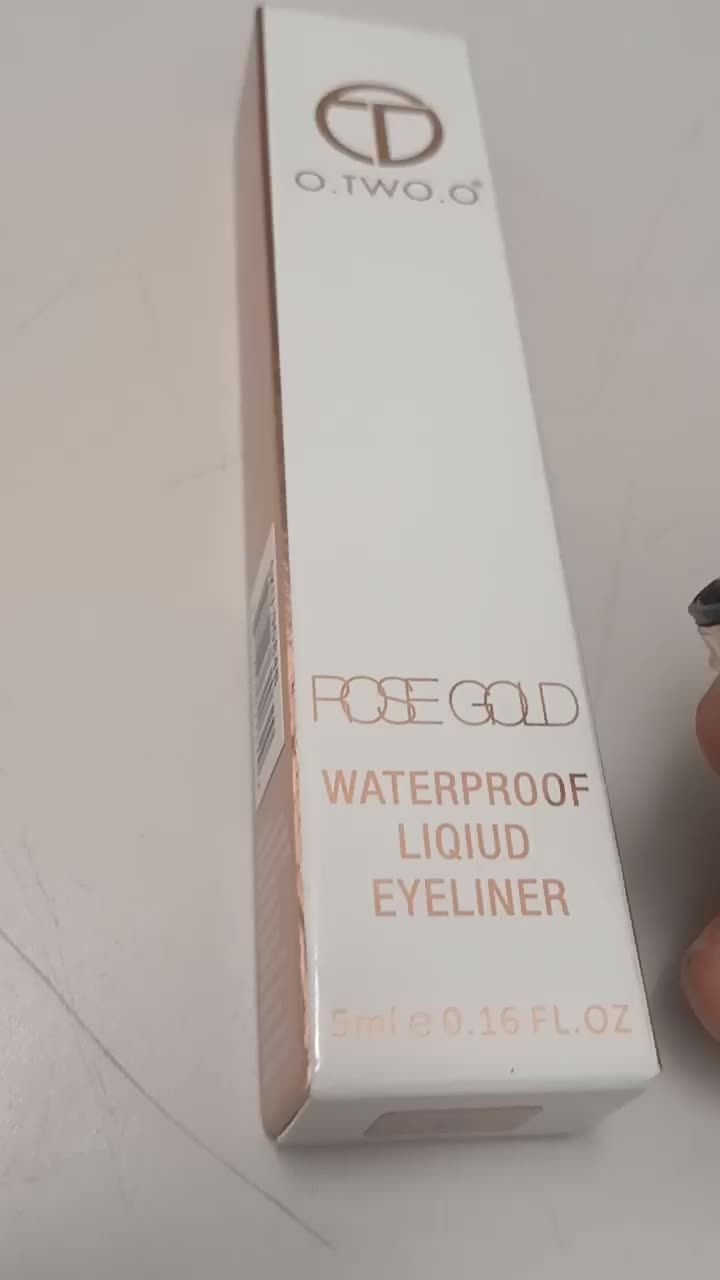 O.TWO.O®
ROSE GOLD
WATERPROOF
LIQIUD
EYELINER
5ml e 0.16 FL.OZ